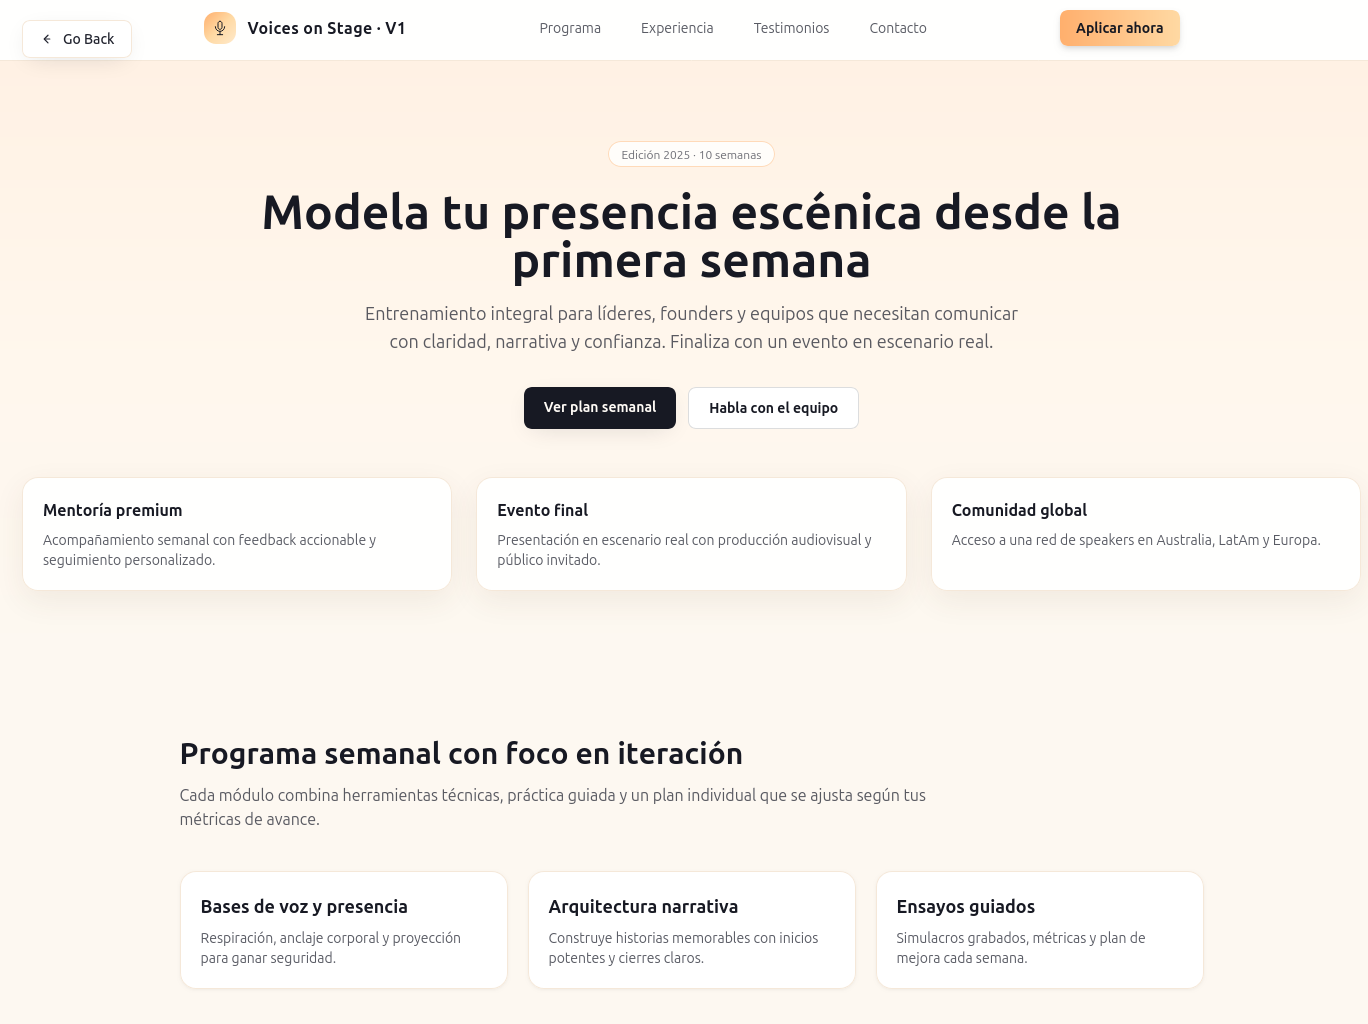 Go Back
Voices on Stage · V1
Programa
Experiencia
Testimonios
Contacto
Aplicar ahora
Edición 2025 · 10 semanas
Modela tu presencia escénica desde la
primera semana
Entrenamiento integral para líderes, founders y equipos que necesitan comunicar
con claridad, narrativa y confianza. Finaliza con un evento en escenario real.
Ver plan semanal
Habla con el equipo
Mentoría premium
Acompañamiento semanal con feedback accionable y
seguimiento personalizado.
Evento final
Presentación en escenario real con producción audiovisual y
público invitado.
Comunidad global
Acceso a una red de speakers en Australia, LatAm y Europa.
Programa semanal con foco en iteración
Cada módulo combina herramientas técnicas, práctica guiada y un plan individual que se ajusta según tus
métricas de avance.
Bases de voz y presencia
Respiración, anclaje corporal y proyección
para ganar seguridad.
Arquitectura narrativa
Construye historias memorables con inicios
potentes y cierres claros.
Ensayos guiados
Simulacros grabados, métricas y plan de
mejora cada semana.